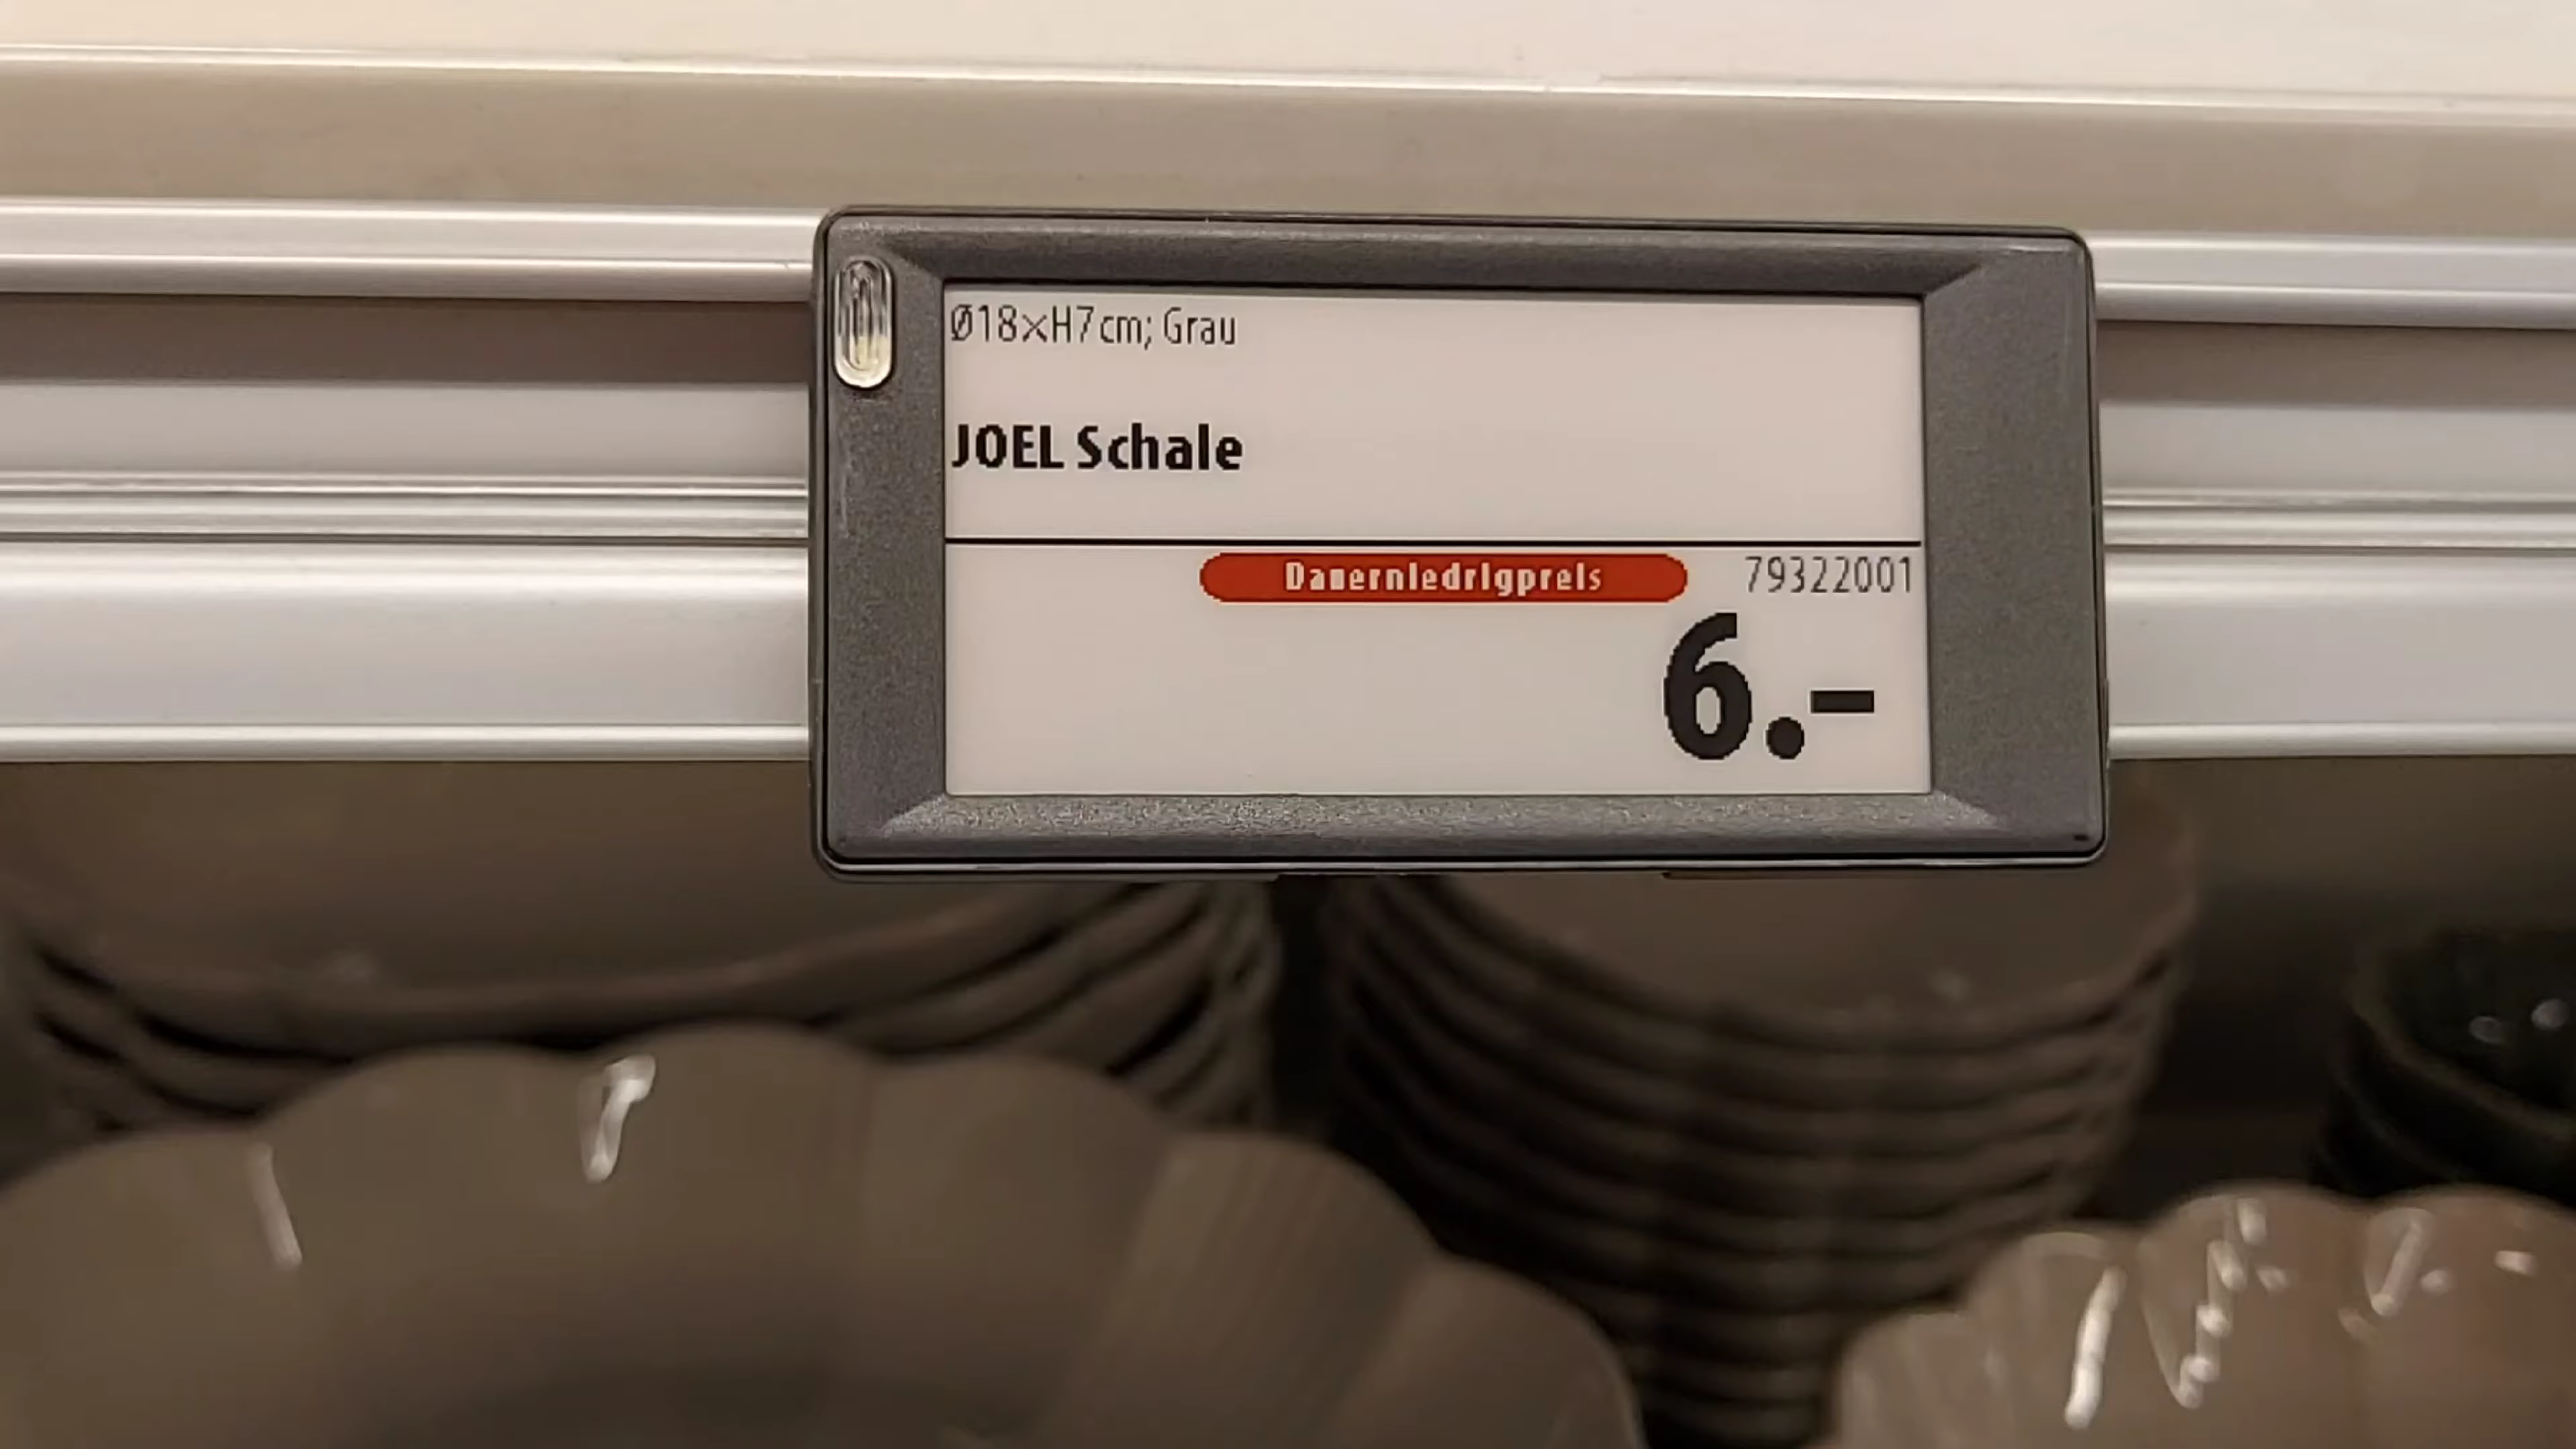 Ø18×H7cm; Grau
JOEL Schale
Dauerniedrigpreis
79322001
6.-